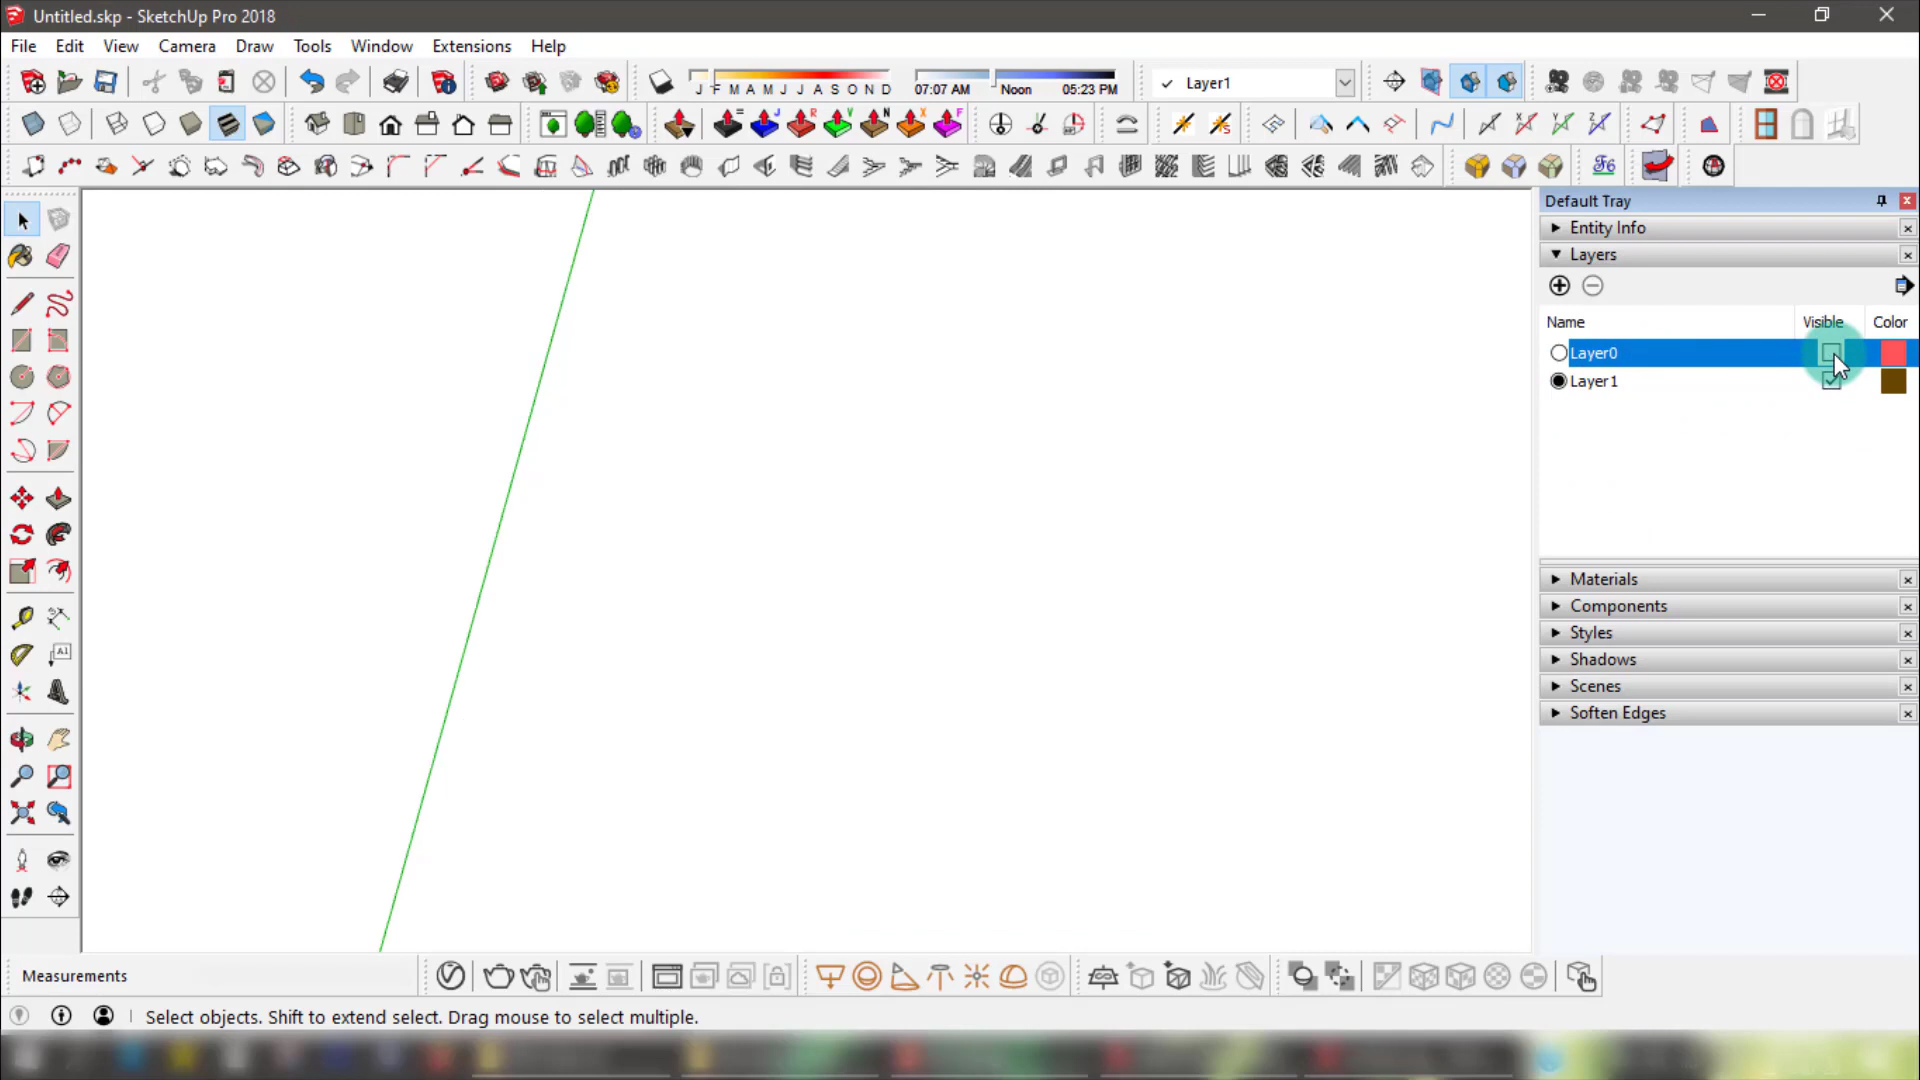 Untitled.skp - SketchUp Pro 2018
File Edit View Camera Draw Tools Window Extensions Help
J F M A M J J A S O N D
07:07 AM Noon 05:23 PM
Layer1
Default Tray
Entity Info
Layers
Name Visible Color
Layer0
Layer1
Materials
Components
Styles
Shadows
Scenes
Soften Edges
Measurements
Select objects. Shift to extend select. Drag mouse to select multiple.